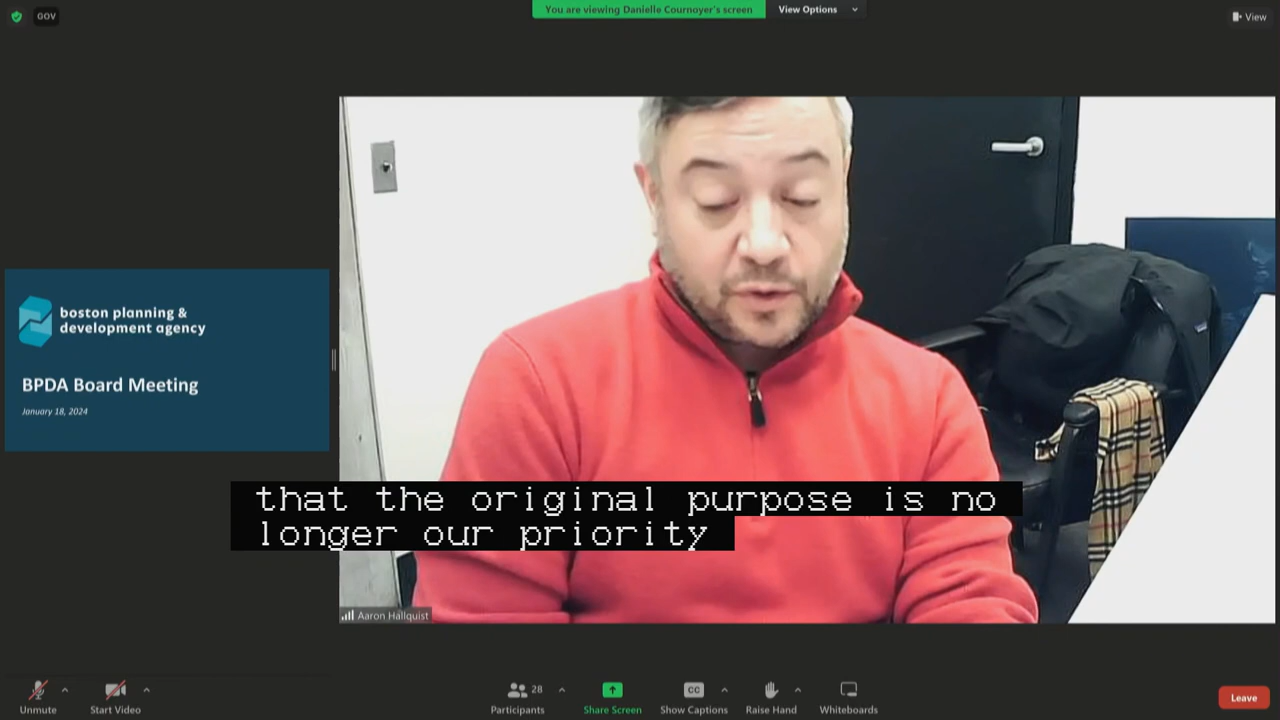 GOV
You are viewing Danielle Cournoyer's screen
View Options
View
boston planning &
development agency
BPDA Board Meeting
January 18, 2024
that the original purpose is no
longer our priority
Aaron Hallquist
Unmute
Start Video
28
Participants
Share Screen
CC
Show Captions
Raise Hand
Whiteboards
Leave